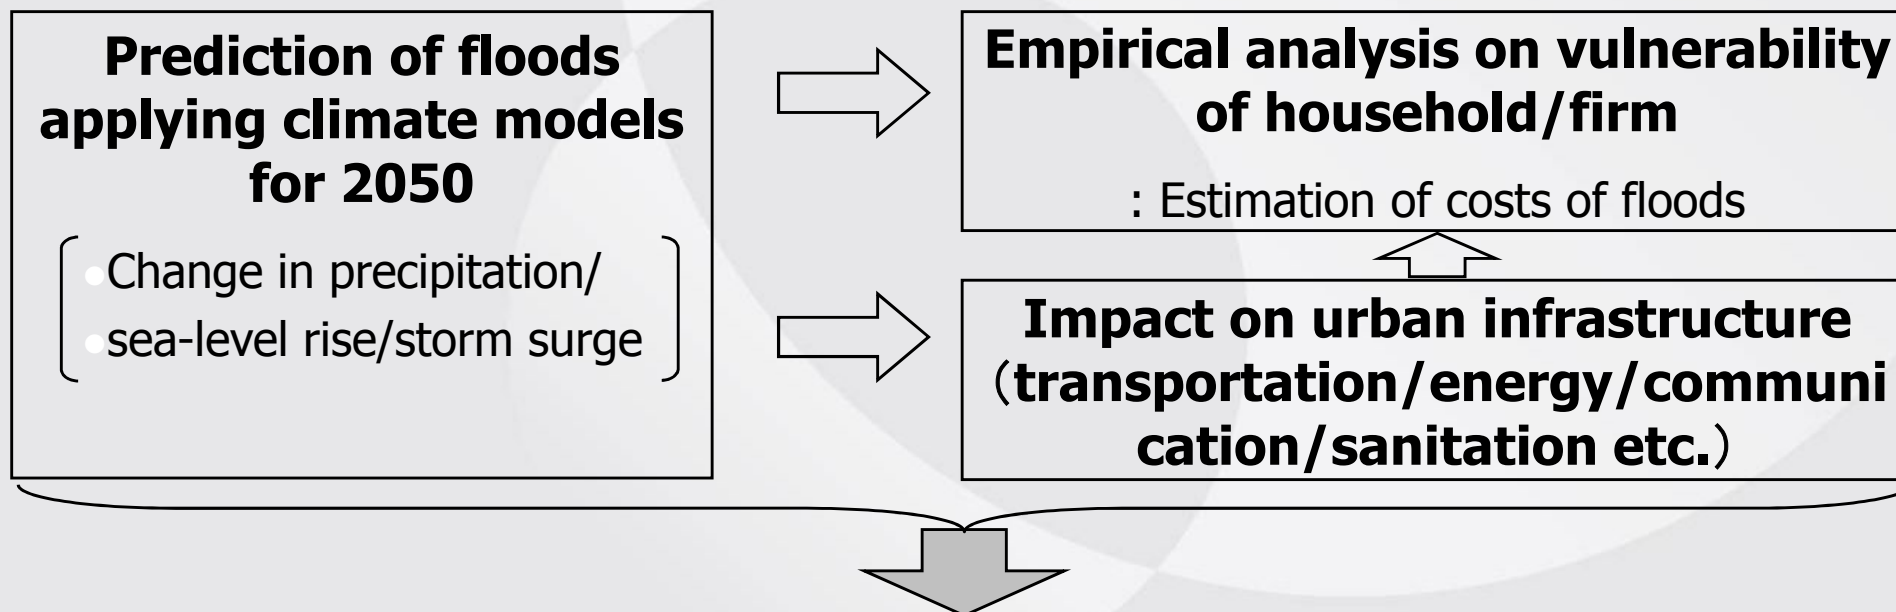 Prediction of floods
applying climate models
for 2050
•Change in precipitation/
•sea-level rise/storm surge
Empirical analysis on vulnerability
of household/firm
: Estimation of costs of floods
Impact on urban infrastructure
（transportation/energy/communi
cation/sanitation etc.）